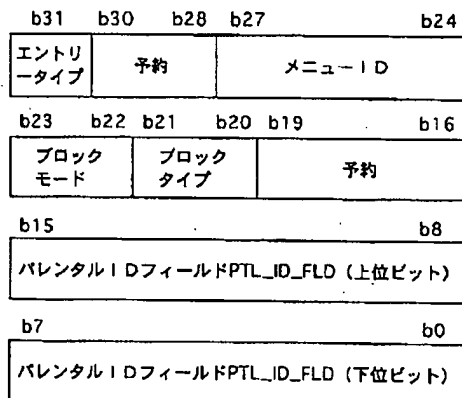 b31 b30 b28 b27 b24
エントリ
ータイプ 予約 メニューID
b23 b22 b21 b20 b19 b16
ブロック
モード ブロック
タイプ 予約
b15 b8
パレンタルIDフィールドPTL_ID_FLD（上位ビット）
b7 b0
パレンタルIDフィールドPTL_ID_FLD（下位ビット）